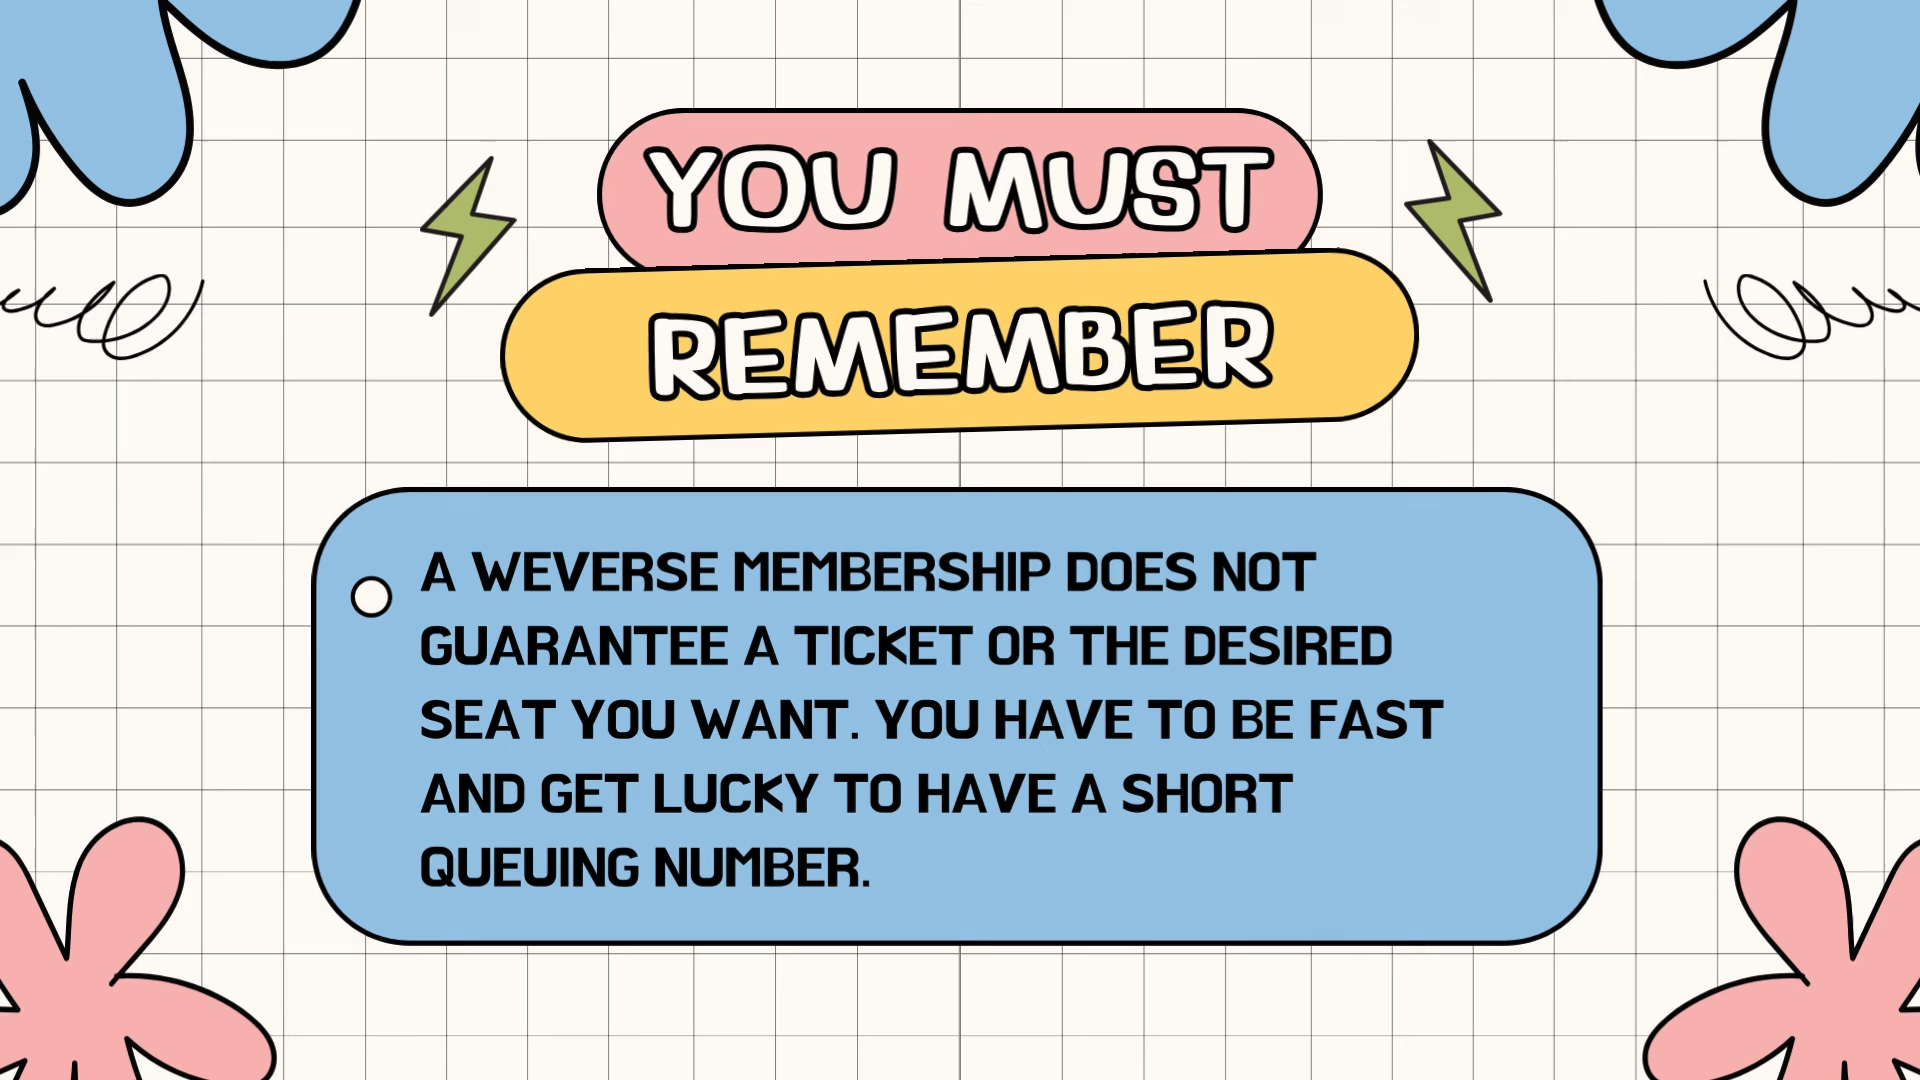 YOU MUST
REMEMBER
A WEVERSE MEMBERSHIP DOES NOT
GUARANTEE A TICKET OR THE DESIRED
SEAT YOU WANT. YOU HAVE TO BE FAST
AND GET LUCKY TO HAVE A SHORT
QUEUING NUMBER.